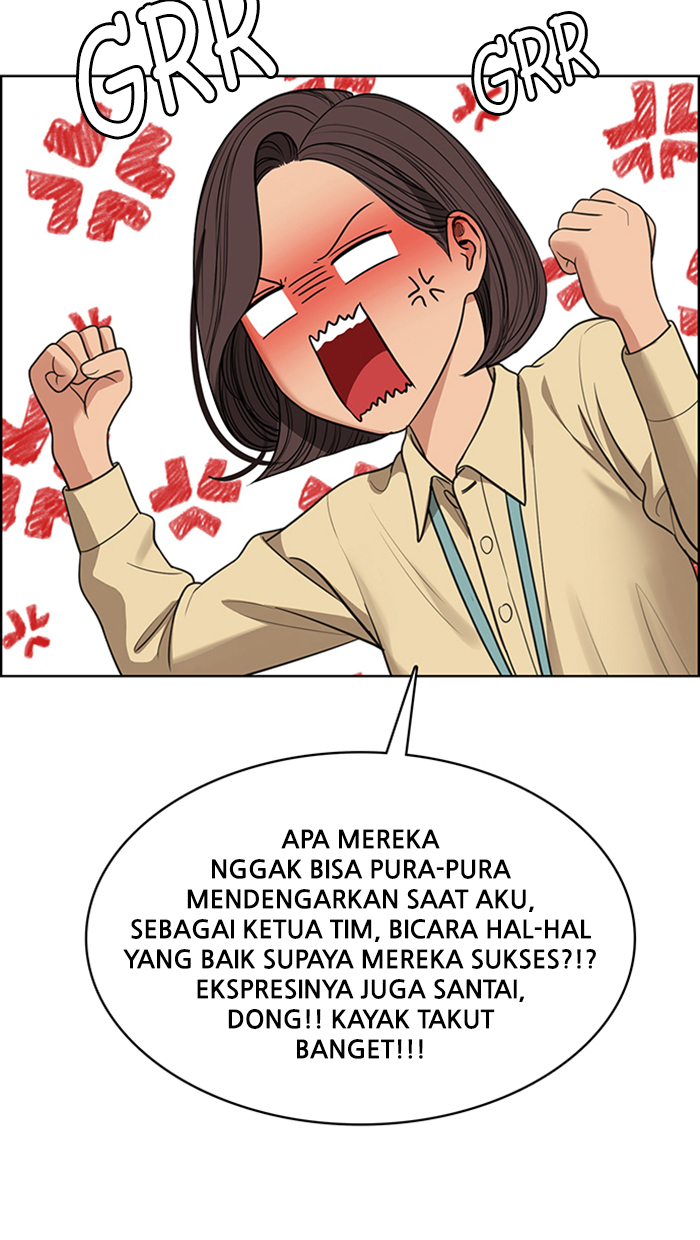 GRR
GRR
APA MEREKA
NGGAK BISA PURA-PURA
MENDENGARKAN SAAT AKU,
SEBAGAI KETUA TIM, BICARA HAL-HAL
YANG BAIK SUPAYA MEREKA SUKSES?!?
EKSPRESINYA JUGA SANTAI,
DONG!! KAYAK TAKUT
BANGET!!!